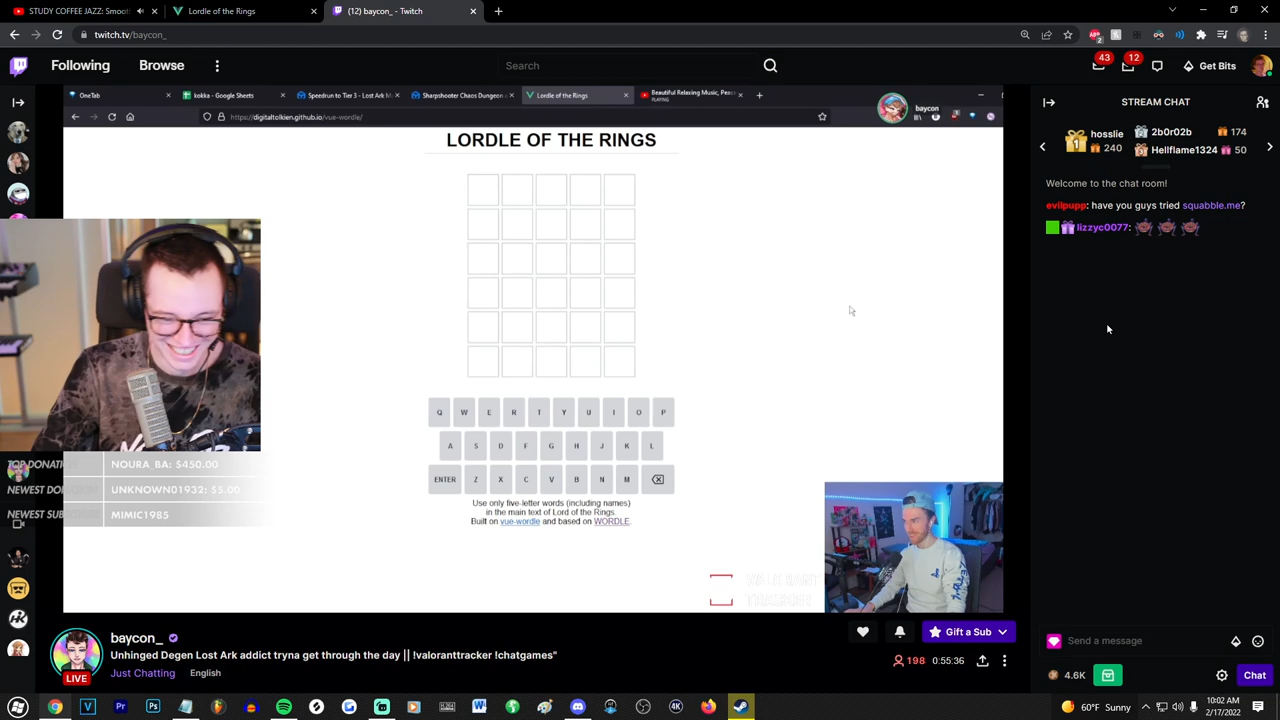 STUDY COFFEE JAZZ: Smoot
Lordle of the Rings
(12) baycon_ - Twitch
twitch.tv/baycon_
Following
Browse
Search
43
12
Get Bits
OneTab
kokka - Google Sheets
Speedrun to Tier 3 - Lost Ark M
Sharpshooter Chaos Dungeon
Lordle of the Rings
Beautiful Relaxing Music, Peac
PLAYING
https://digitaltolkien.github.io/vue-wordle/
baycon
LORDLE OF THE RINGS
Q W E R T Y U I O P
A S D F G H J K L
ENTER Z X C V B N M
Use only five-letter words (including names)
in the main text of Lord of the Rings.
Built on vue-wordle and based on WORDLE.
NOURA_BA: $450.00
UNKNOWN01932: $5.00
NEWEST
MIMIC1985
STREAM CHAT
hosslie
240
2b0r02b
174
Hellflame1324
50
Welcome to the chat room!
evilpupp: have you guys tried squabble.me?
lizzyc0077:
LIVE
baycon_
Unhinged Degen Lost Ark addict tryna get through the day || !valoranttracker !chatgames"
Just Chatting
English
Gift a Sub
198
0:55:36
Send a message
4.6K
Chat
60°F Sunny
10:02 AM
2/17/2022